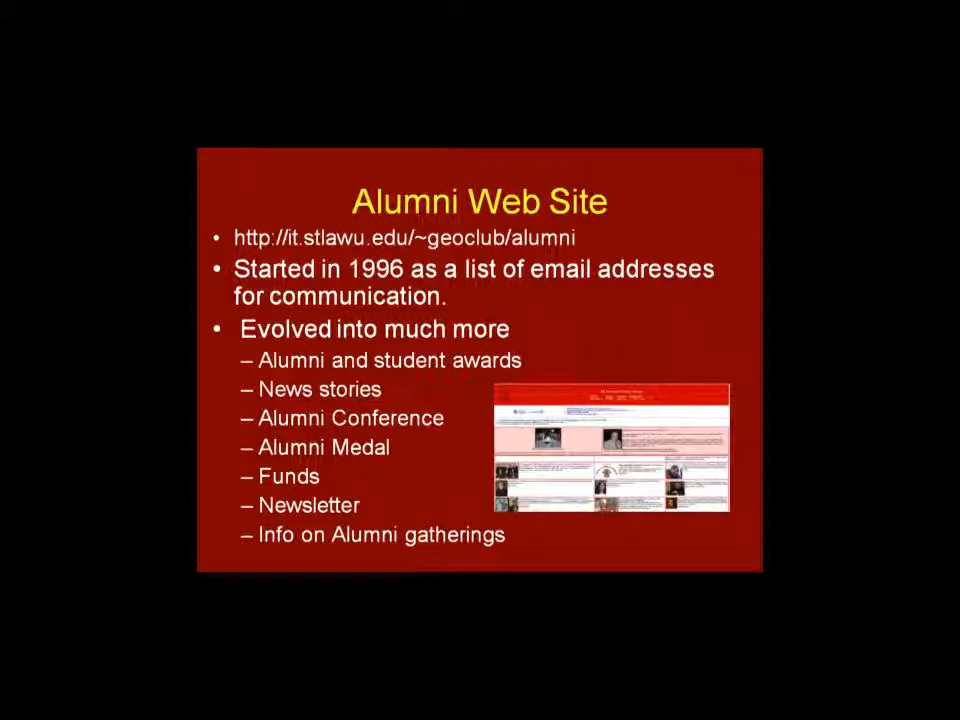 Alumni Web Site
• http://it.stlawu.edu/~geoclub/alumni
• Started in 1996 as a list of email addresses
for communication.
• Evolved into much more
– Alumni and student awards
– News stories
– Alumni Conference
– Alumni Medal
– Funds
– Newsletter
– Info on Alumni gatherings